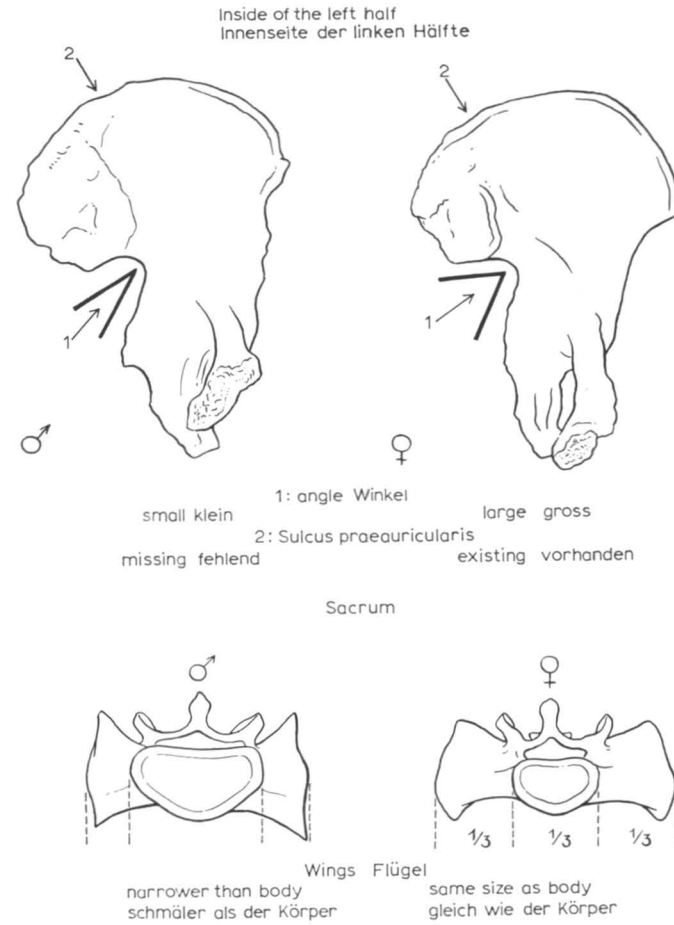 Inside of the left half
Innenseite der linken Hälfte
2
2
1
1
♂
♀
1: angle Winkel
small klein
large gross
2: Sulcus praeauricularis
missing fehlend
existing vorhanden
Sacrum
♂
♀
1/3 1/3 1/3
Wings Flügel
narrower than body
schmäler als der Körper
same size as body
gleich wie der Körper